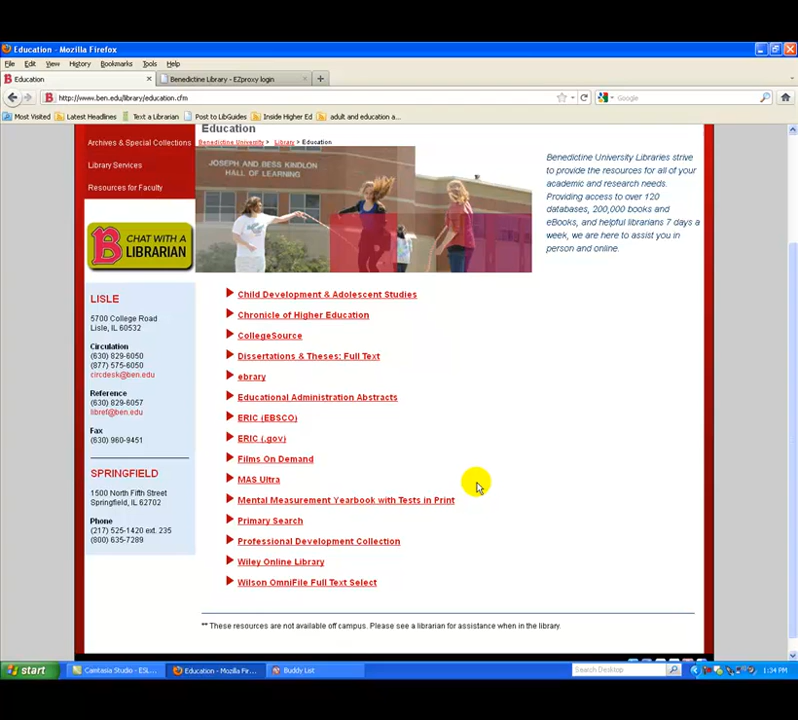 Education - Mozilla Firefox
File Edit View History Bookmarks Tools Help
Education
Benedictine Library - EZproxy login
http://www.ben.edu/library/education.cfm
Google
Most Visited Latest Headlines Text a Librarian Post to LibGuides Inside Higher Ed adult and education a...
Archives & Special Collections
Library Services
Resources for Faculty
CHAT WITH A
LIBRARIAN
LISLE
5700 College Road
Lisle, IL 60532
Circulation
(630) 829-6050
(877) 575-6050
circdesk@ben.edu
Reference
(630) 829-6057
libref@ben.edu
Fax
(630) 960-9451
SPRINGFIELD
1500 North Fifth Street
Springfield, IL 62702
Phone
(217) 525-1420 ext. 235
(800) 635-7289
Education
Benedictine University > Library > Education
JOSEPH AND BESS KINDLON
HALL OF LEARNING
Child Development & Adolescent Studies
Chronicle of Higher Education
CollegeSource
Dissertations & Theses: Full Text
ebrary
Educational Administration Abstracts
ERIC (EBSCO)
ERIC (.gov)
Films On Demand
MAS Ultra
Mental Measurement Yearbook with Tests in Print
Primary Search
Professional Development Collection
Wiley Online Library
Wilson OmniFile Full Text Select
** These resources are not available off campus. Please see a librarian for assistance when in the library.
Benedictine University Libraries strive
to provide the resources for all of your
academic and research needs.
Providing access to over 120
databases, 200,000 books and
eBooks, and helpful librarians 7 days a
week, we are here to assist you in
person and online.
start
Camtasia Studio - ESL...
Education - Mozilla Fir...
Buddy List
Search Desktop
1:34 PM